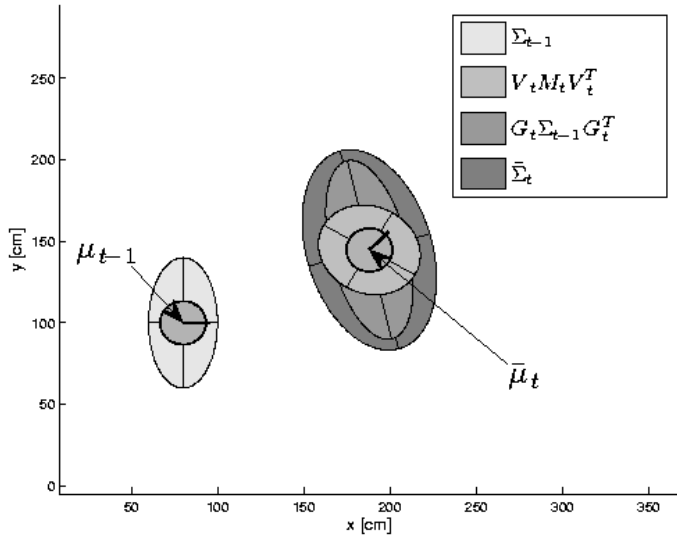 Σ_{t-1}
V_t M_t V_t^T
G_t Σ_{t-1} G_t^T
Σ̄_t
250
200
150
100
50
0
y [cm]
μ_{t-1}
μ̄_t
50 100 150 200 250 300 350
x [cm]